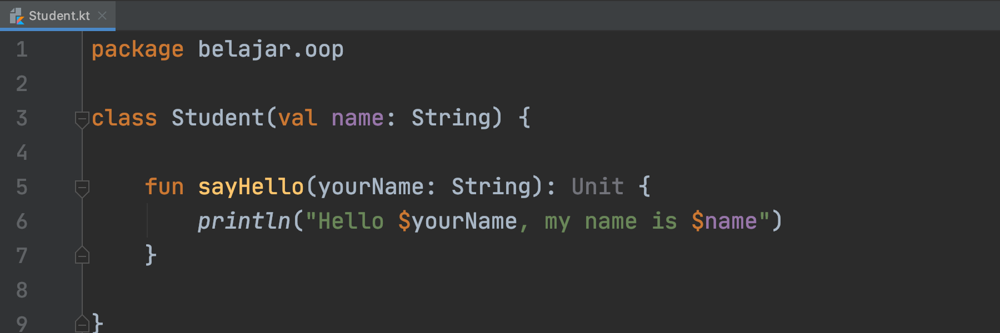 Student.kt
1 package belajar.oop
2
3 class Student(val name: String) {
4
5     fun sayHello(yourName: String): Unit {
6         println("Hello $yourName, my name is $name")
7     }
8
9 }